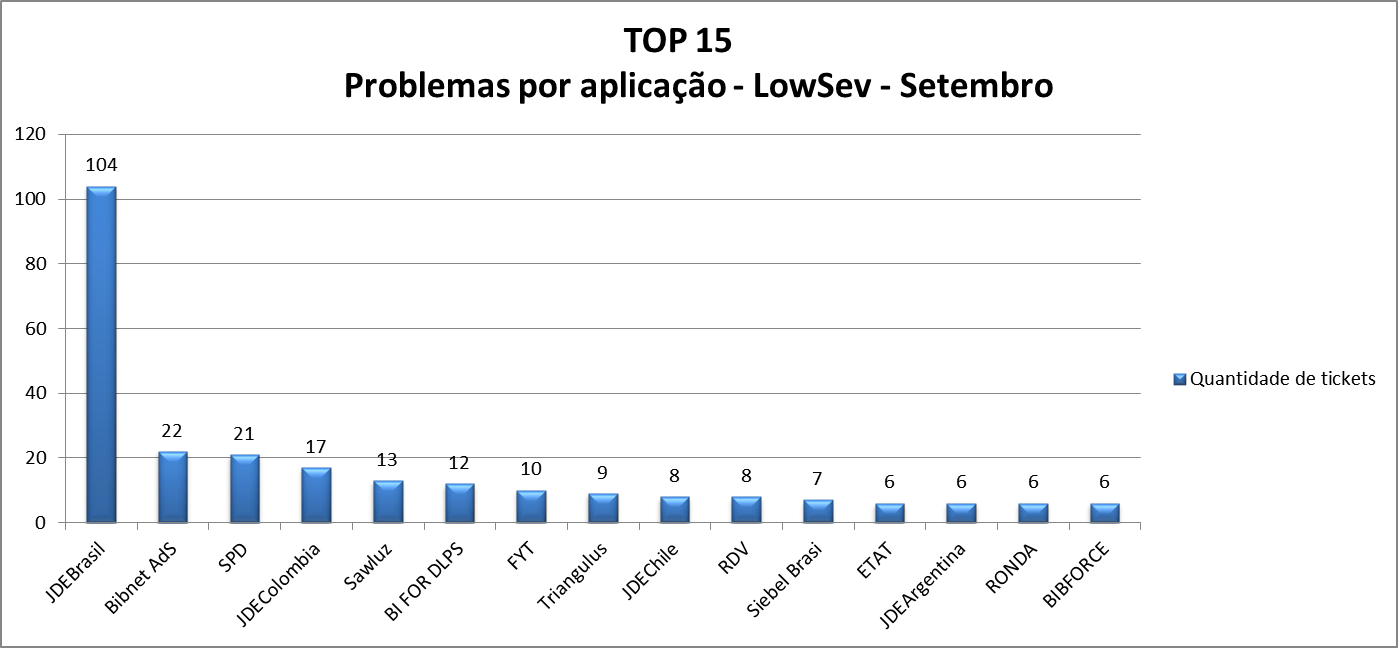 TOP 15
Problemas por aplicação - LowSev - Setembro
120
100
80
60
40
20
0
104
22
21
17
13
12
10
9
8
8
7
6
6
6
6
JDEBrasil
Bibnet AdS
SPD
JDEColombia
Sawluz
BI FOR DLPS
FYT
Triangulus
JDEChile
RDV
Siebel Brasi
ETAT
JDEArgentina
RONDA
BIBFORCE
Quantidade de tickets